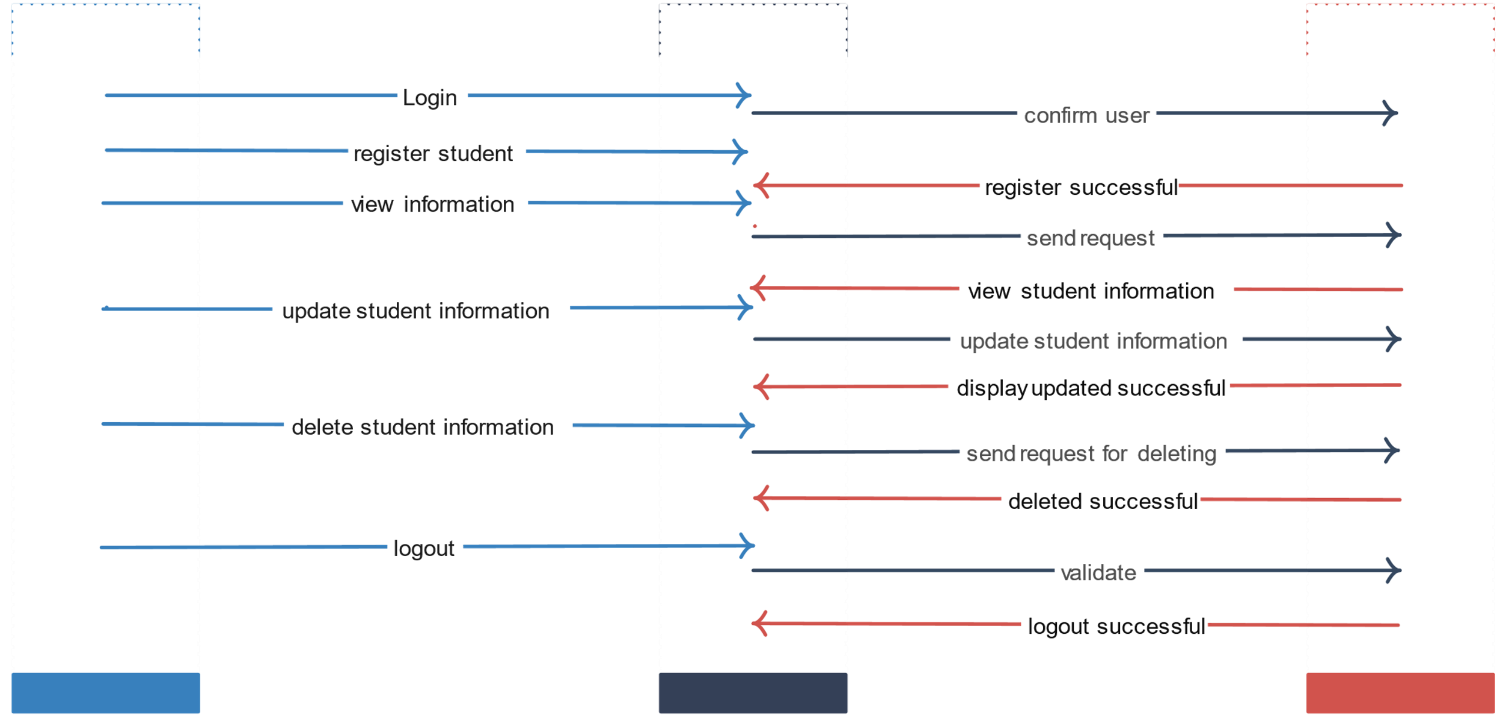 Login
confirm user
register student
register successful
view information
send request
view student information
update student information
update student information
display updated successful
delete student information
send request for deleting
deleted successful
logout
validate
logout successful